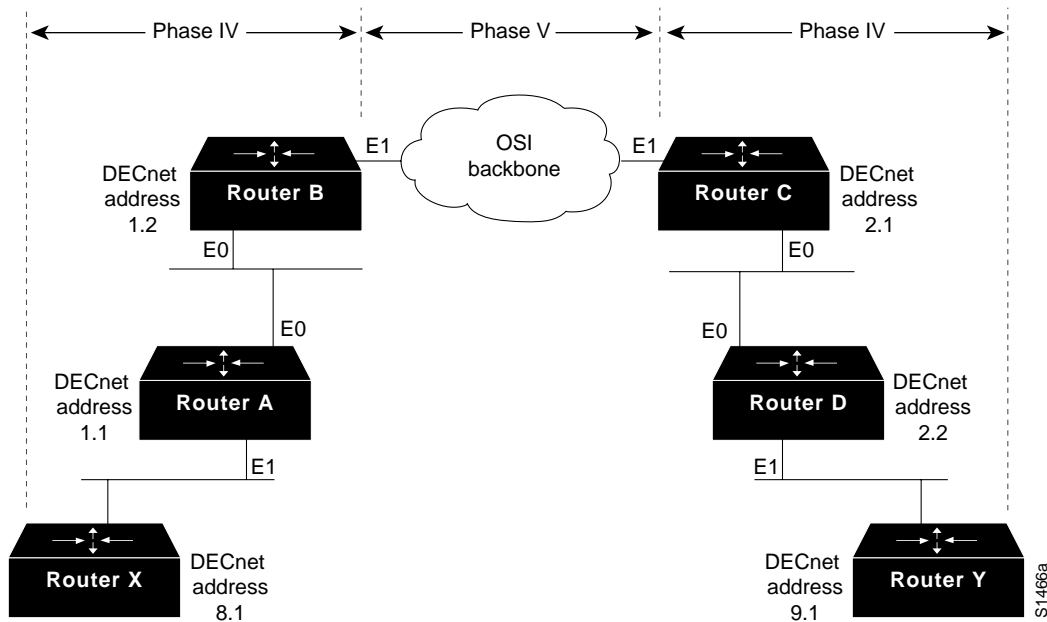 Phase IV
Phase V
Phase IV
DECnet
address
1.2
Router B
E1
OSI
backbone
E1
Router C
DECnet
address
2.1
E0
E0
E0
E0
DECnet
address
1.1
Router A
Router D
DECnet
address
2.2
E1
E1
Router X
DECnet
address
8.1
DECnet
address
9.1
Router Y
S1466a